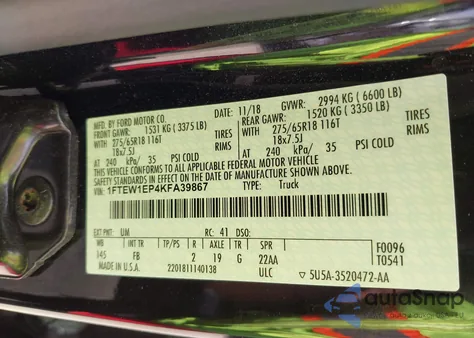 MFD. BY FORD MOTOR CO. DATE: 11/18 GVWR: 2994 KG (6600 LB)
FRONT GAWR: 1531 KG (3375 LB) REAR GAWR: 1520 KG (3350 LB)
WITH WITH
275/65R18 116T TIRES 275/65R18 116T TIRES
18x7.5J RIMS 18x7.5J RIMS
AT 240 kPa/ 35 PSI COLD AT 240 kPa/ 35 PSI COLD
THIS VEHICLE CONFORMS TO ALL APPLICABLE FEDERAL MOTOR VEHICLE
SAFETY STANDARDS IN EFFECT ON THE DATE OF MANUFACTURE SHOWN ABOVE.
VIN: 1FTEW1EP4KFA39867 TYPE: Truck
EXT PNT: UM RC: 41 DSO: F0096
WB INT TR TP/PS R AXLE TR SPR T0541
145 FB 2 19 G 22AA
MADE IN U.S.A. 2201811140138 ULC 5U5A-3520472-AA
autoSnap